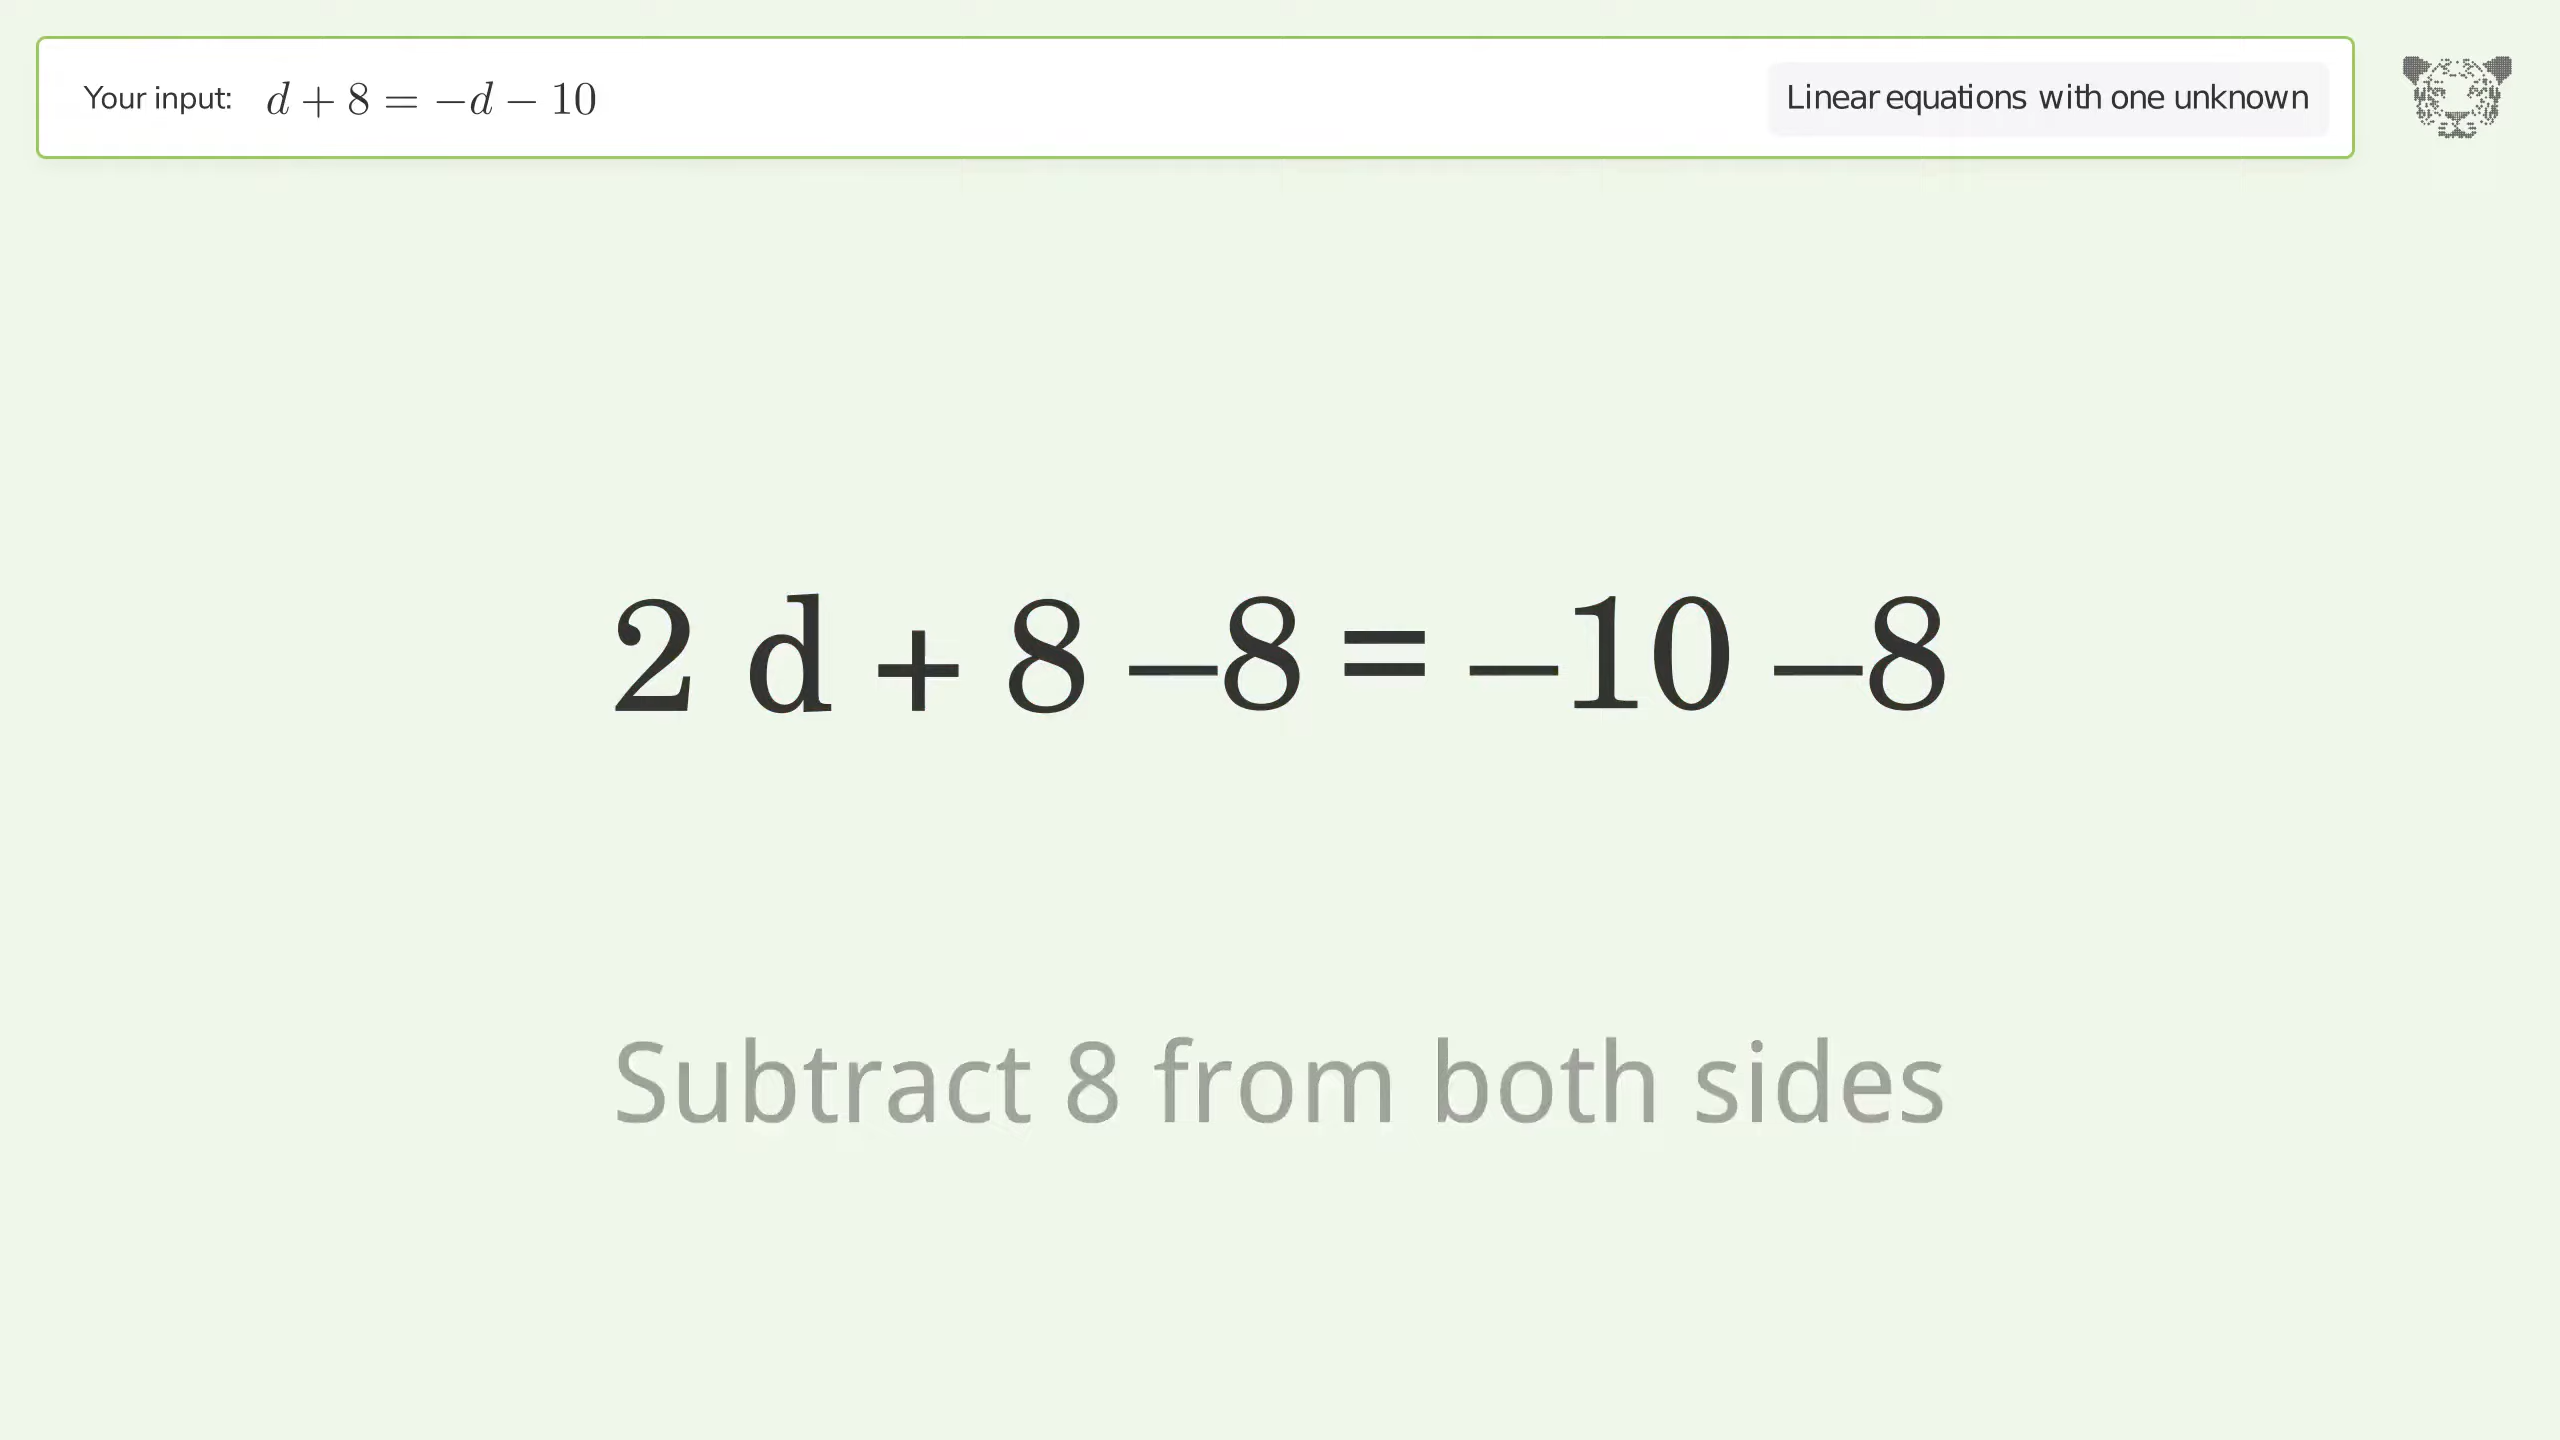 Your input: d + 8 = −d − 10
Linear equations with one unknown
2 d + 8 −8 = −10 −8
Subtract 8 from both sides